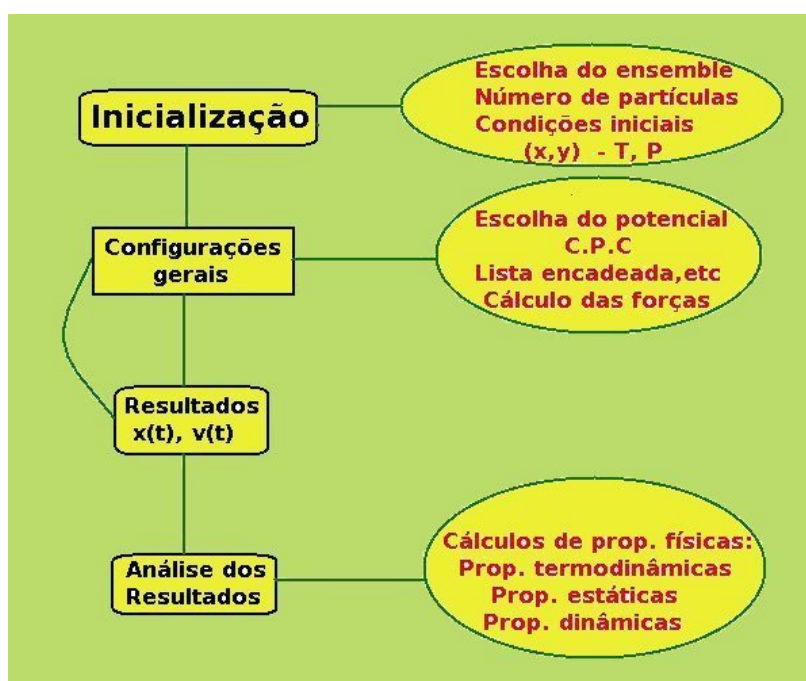 Inicialização
Escolha do ensemble
Número de partículas
Condições iniciais
(x,y) - T, P
Configurações
gerais
Escolha do potencial
C.P.C
Lista encadeada,etc
Cálculo das forças
Resultados
x(t), v(t)
Análise dos
Resultados
Cálculos de prop. físicas:
Prop. termodinâmicas
Prop. estáticas
Prop. dinâmicas